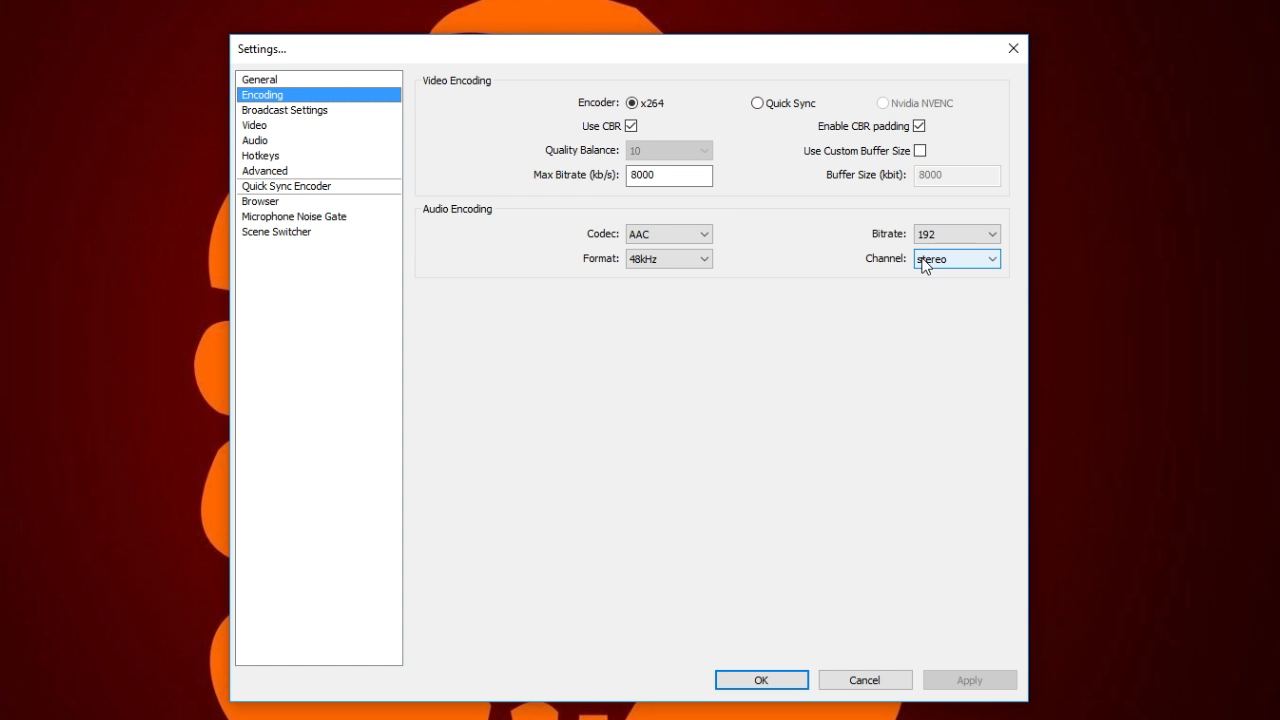 Settings...
General
Encoding
Broadcast Settings
Video
Audio
Hotkeys
Advanced
Quick Sync Encoder
Browser
Microphone Noise Gate
Scene Switcher
Video Encoding
Encoder: x264 Quick Sync Nvidia NVENC
Use CBR Enable CBR padding
Quality Balance: 10 Use Custom Buffer Size
Max Bitrate (kb/s): 8000 Buffer Size (kbit): 8000
Audio Encoding
Codec: AAC Bitrate: 192
Format: 48kHz Channel: stereo
OK Cancel Apply